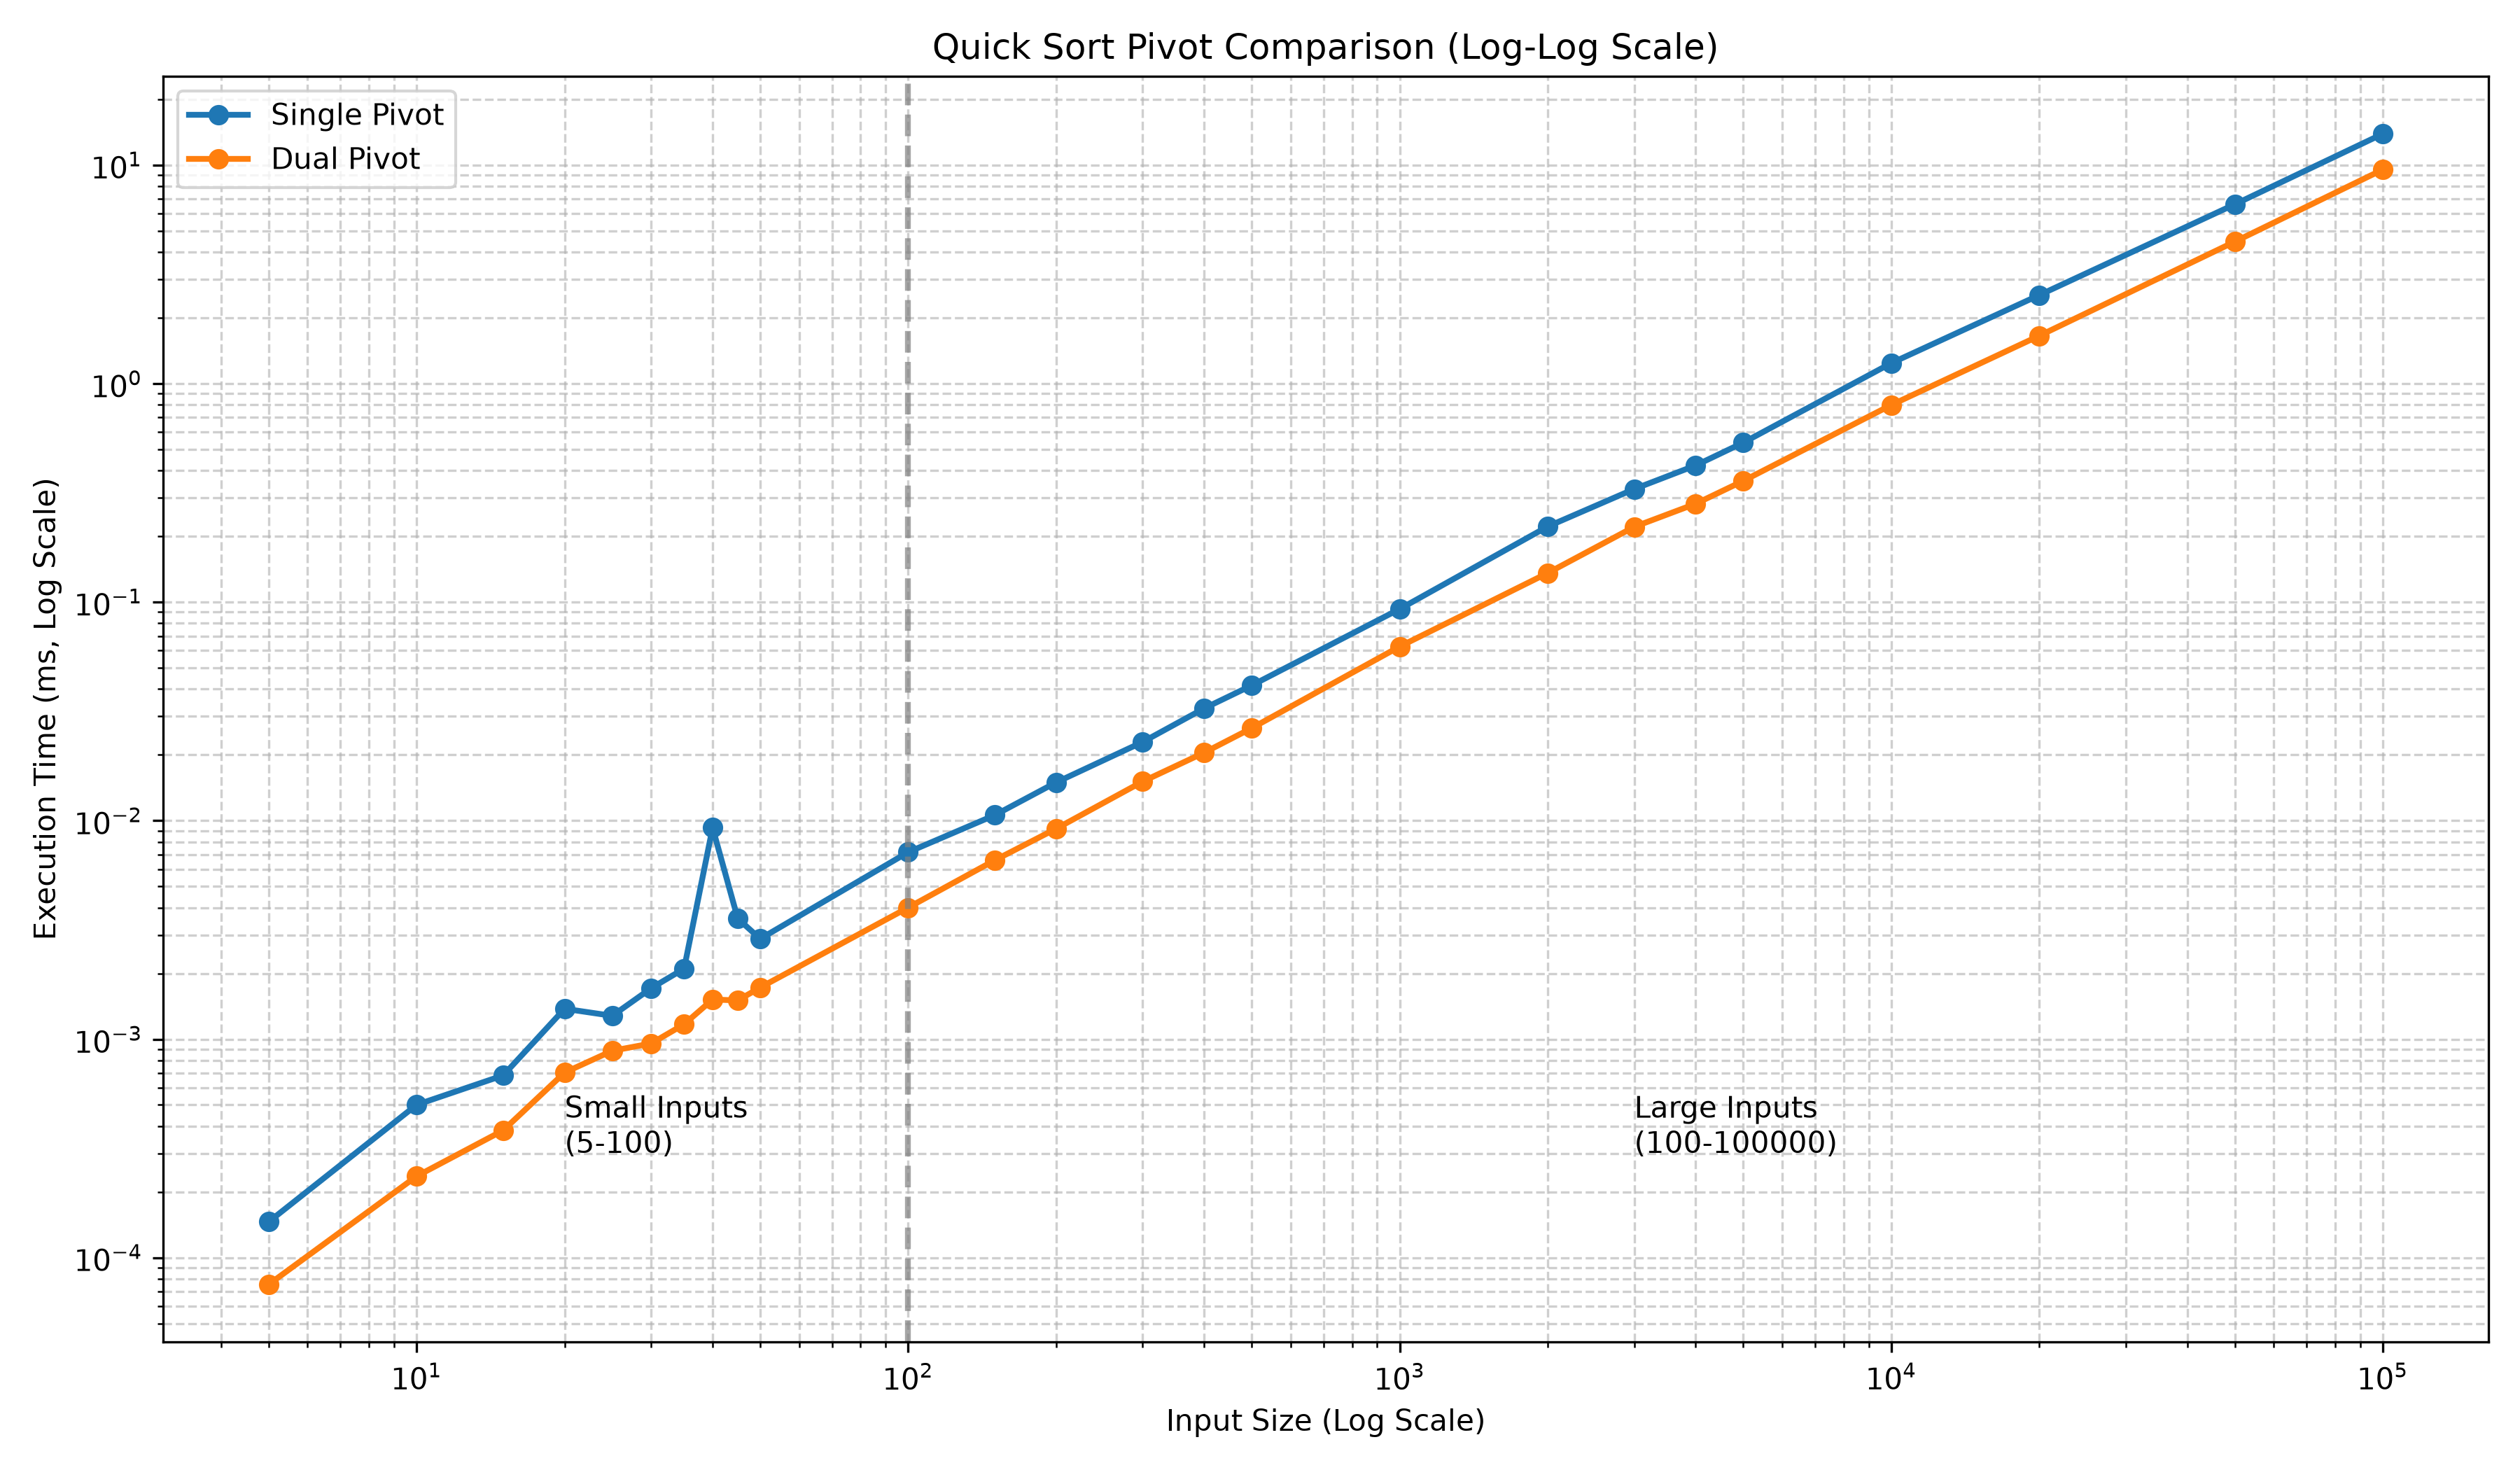 Quick Sort Pivot Comparison (Log-Log Scale)
Single Pivot
Dual Pivot
Execution Time (ms, Log Scale)
10¹
10⁰
10⁻¹
10⁻²
10⁻³
10⁻⁴
Small Inputs
(5-100)
Large Inputs
(100-100000)
10¹ 10² 10³ 10⁴ 10⁵
Input Size (Log Scale)